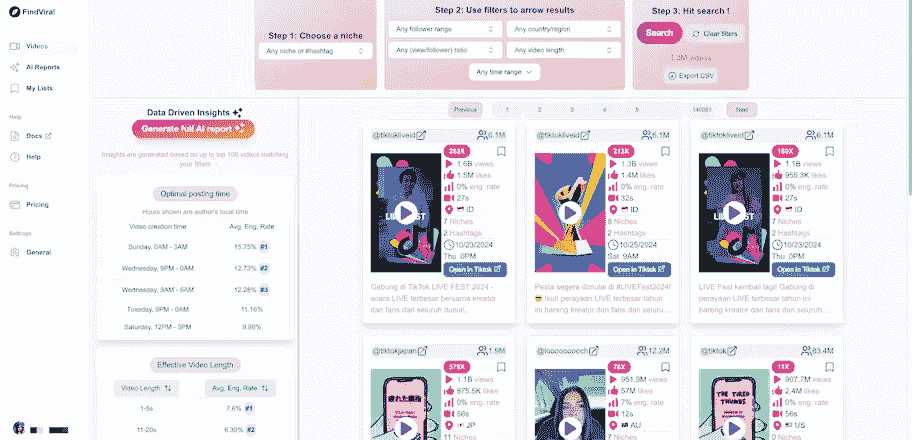 FindViral
Videos
AI Reports
My Lists
Help
Docs
Help
Pricing
Pricing
Settings
General
Step 1: Choose a niche
Any niche or #hashtag
Step 2: Use filters to arrow results
Any follower range
Any country/region
Any (view/follower) ratio
Any video length
Any time range
Step 3: Hit search !
Search
Clear filters
1.3M videos
Export CSV
Data Driven Insights
Generate full AI report
Insights are generated based on up to top 100 videos matching
your filters
Optimal posting time
Hours shown are author's local time
Video creation time Avg. Eng. Rate
Sunday, 0AM - 3AM 15.75% #1
Wednesday, 9PM - 0AM 12.73% #2
Wednesday, 3AM - 6AM 12.28% #3
Tuesday, 9PM - 0AM 11.16%
Saturday, 12PM - 3PM 9.98%
Effective Video Length
Video Length Avg. Eng. Rate
1-5s 7.6% #1
11-20s 6.39% #2
Previous 1 2 3 4 5 Next
@tiktokliveid 6.1M
262X
1.6B views
1.5M likes
0% eng. rate
27s
ID
7 Niches
2 Hashtags
10/23/2024
Thu 0PM
Open in Tiktok
Gabung di TikTok LIVE FEST 2024 -
acara LIVE terbesar bersama kreator
dan fans dari seluruh dunia!
@tiktokliveid 6.1M
213X
1.3B views
1.4M likes
0% eng. rate
32s
ID
8 Niches
2 Hashtags
10/25/2024
Sat 9AM
Open in Tiktok
Pesta segera dimulai di #LIVEFest2024!
Ikuti perayaan LIVE terbesar tahun
ini bareng kreator dan fans dari seluru...
@tiktokliveid 6.1M
180X
1.1B views
955.3K likes
0% eng. rate
27s
ID
8 Niches
2 Hashtags
10/23/2024
Thu 0PM
Open in Tiktok
LIVE Fest kembali lagi! Gabung di
perayaan LIVE terbesar tahun ini
bareng kreator dan fans dari seluru...
@tiktokjapan 1.9M
579X
1.1B views
875.5K likes
0% eng. rate
56s
JP
11 Niches
12.2M
78X
951.9M views
57M likes
7% eng. rate
12s
AU
0 Niches
@tiktok 83.4M
11X
907.7M views
2.4M likes
0% eng. rate
56s
US
0 Niches